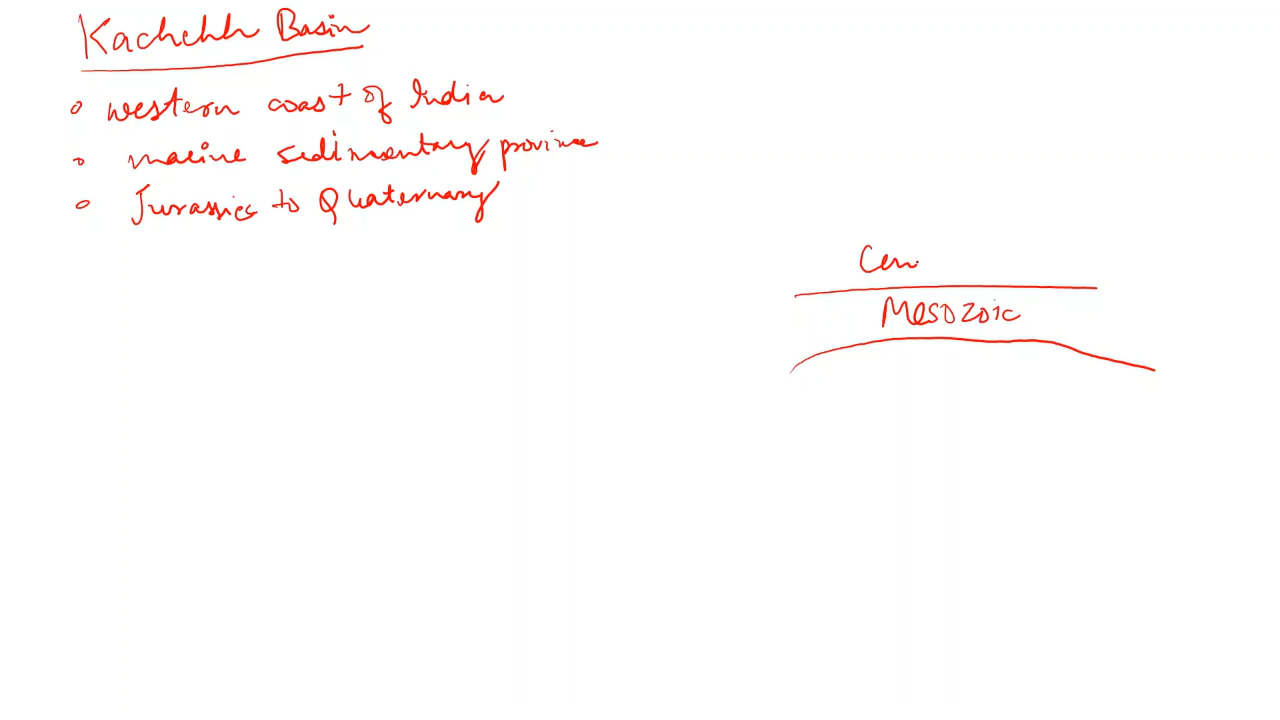 Kachchh Basin
western coast of India
marine sedimentary province
Jurassic to Quaternary
Cen
Mesozoic